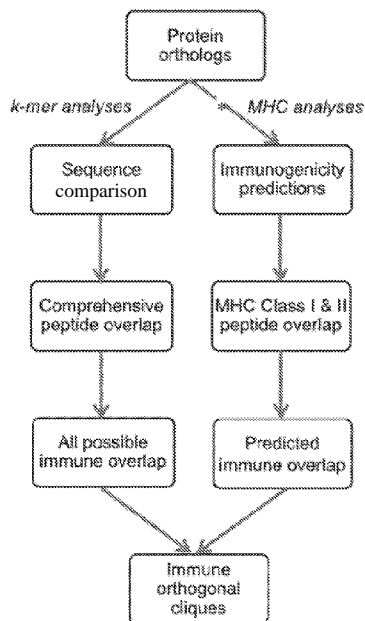 Protein
orthologs
k-mer analyses
MHC analyses
Sequence
comparison
Immunogenicity
predictions
Comprehensive
peptide overlap
MHC Class I & II
peptide overlap
All possible
immune overlap
Predicted
immune overlap
Immune
orthogonal
cliques